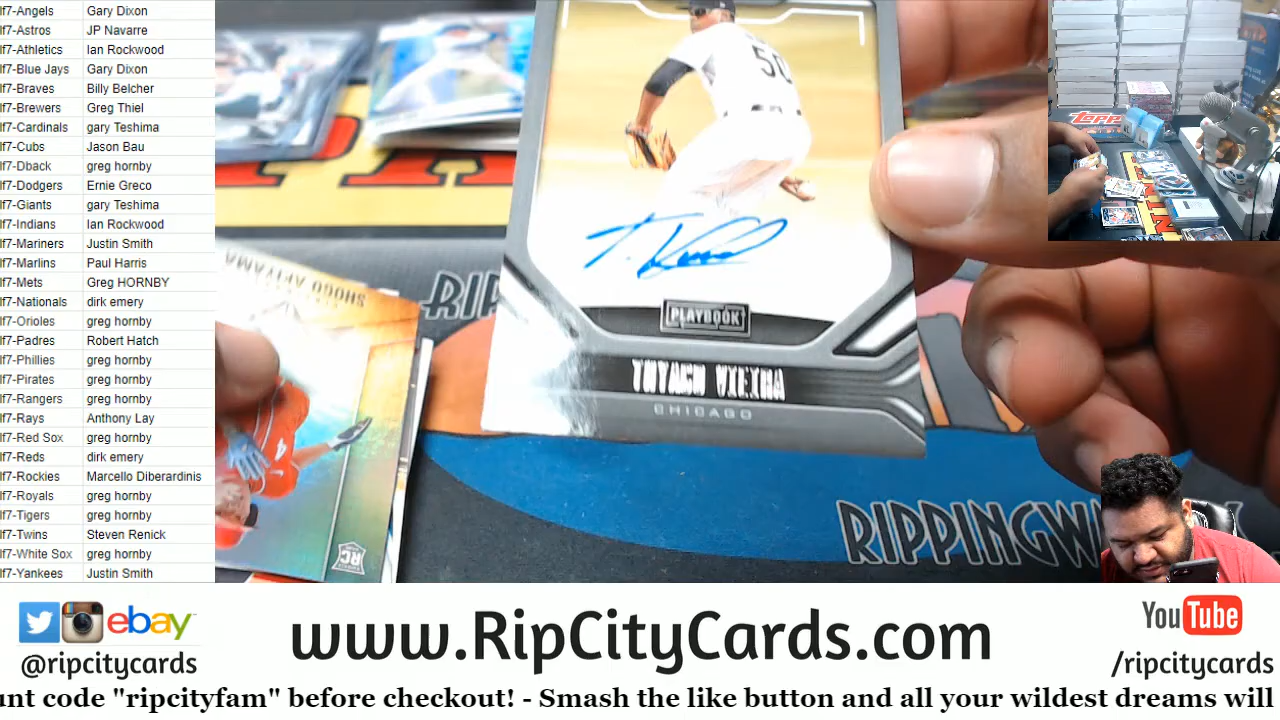 lf7-Angels Gary Dixon
lf7-Astros JP Navarre
lf7-Athletics Ian Rockwood
lf7-Blue Jays Gary Dixon
lf7-Braves Billy Belcher
lf7-Brewers Greg Thiel
lf7-Cardinals gary Teshima
lf7-Cubs Jason Bau
lf7-Dback greg hornby
lf7-Dodgers Ernie Greco
lf7-Giants gary Teshima
lf7-Indians Ian Rockwood
lf7-Mariners Justin Smith
lf7-Marlins Paul Harris
lf7-Mets Greg HORNBY
lf7-Nationals dirk emery
lf7-Orioles greg hornby
lf7-Padres Robert Hatch
lf7-Phillies greg hornby
lf7-Pirates greg hornby
lf7-Rangers greg hornby
lf7-Rays Anthony Lay
lf7-Red Sox greg hornby
lf7-Reds dirk emery
lf7-Rockies Marcello Diberardinis
lf7-Royals greg hornby
lf7-Tigers greg hornby
lf7-Twins Steven Renick
lf7-White Sox greg hornby
lf7-Yankees Justin Smith
50
PLAYBOOK
THYAGO VIEIRA
CHICAGO
SHOGO AKIYAMA
4
RC
RIP
RIPPINGW
Topps
ebay
@ripcitycards
www.RipCityCards.com
YouTube
/ripcitycards
unt code "ripcityfam" before checkout! - Smash the like button and all your wildest dreams will